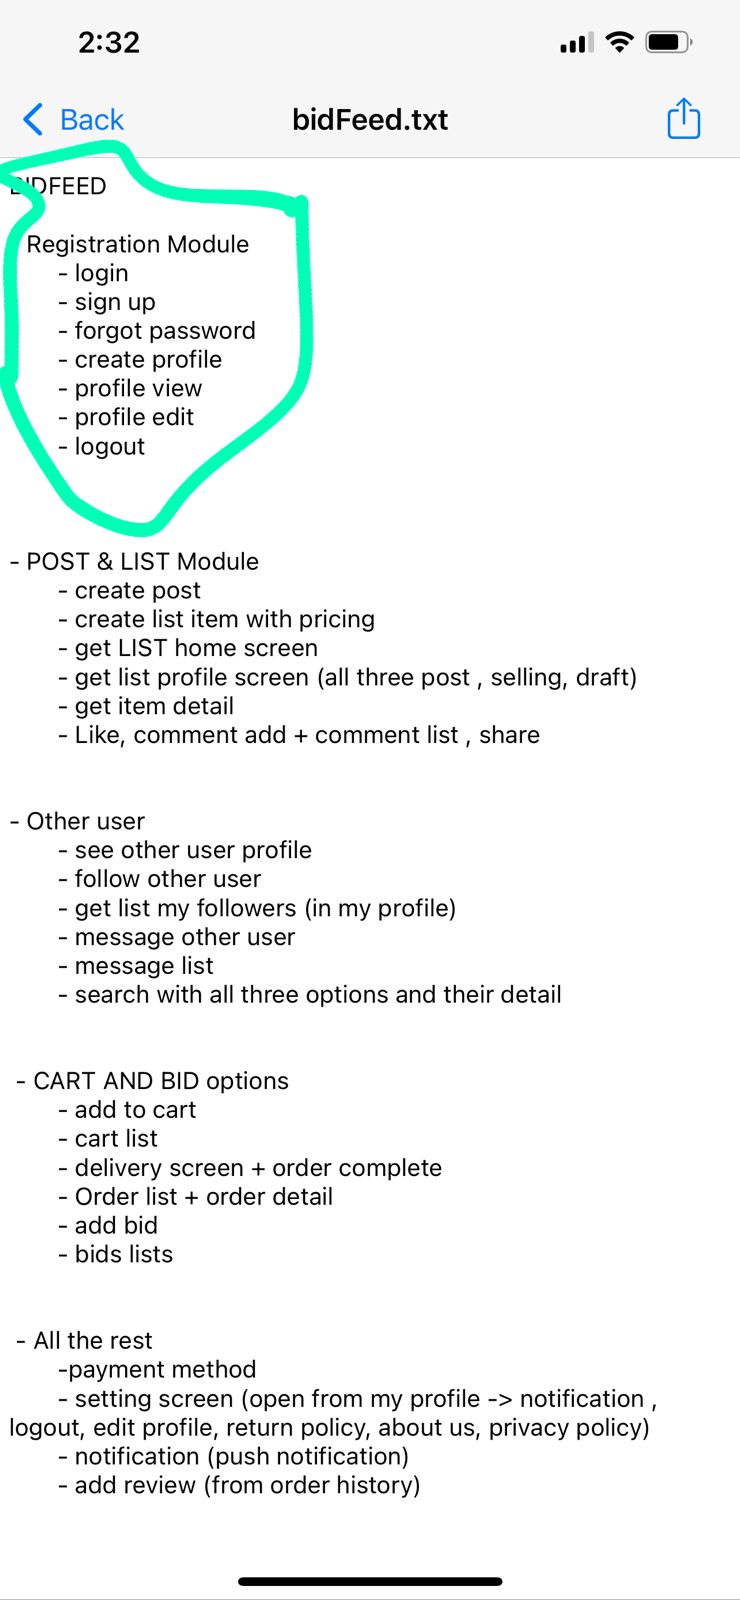 2:32
Back
bidFeed.txt
BIDFEED
Registration Module
- login
- sign up
- forgot password
- create profile
- profile view
- profile edit
- logout
- POST & LIST Module
- create post
- create list item with pricing
- get LIST home screen
- get list profile screen (all three post , selling, draft)
- get item detail
- Like, comment add + comment list , share
- Other user
- see other user profile
- follow other user
- get list my followers (in my profile)
- message other user
- message list
- search with all three options and their detail
- CART AND BID options
- add to cart
- cart list
- delivery screen + order complete
- Order list + order detail
- add bid
- bids lists
- All the rest
-payment method
- setting screen (open from my profile -> notification ,
logout, edit profile, return policy, about us, privacy policy)
- notification (push notification)
- add review (from order history)